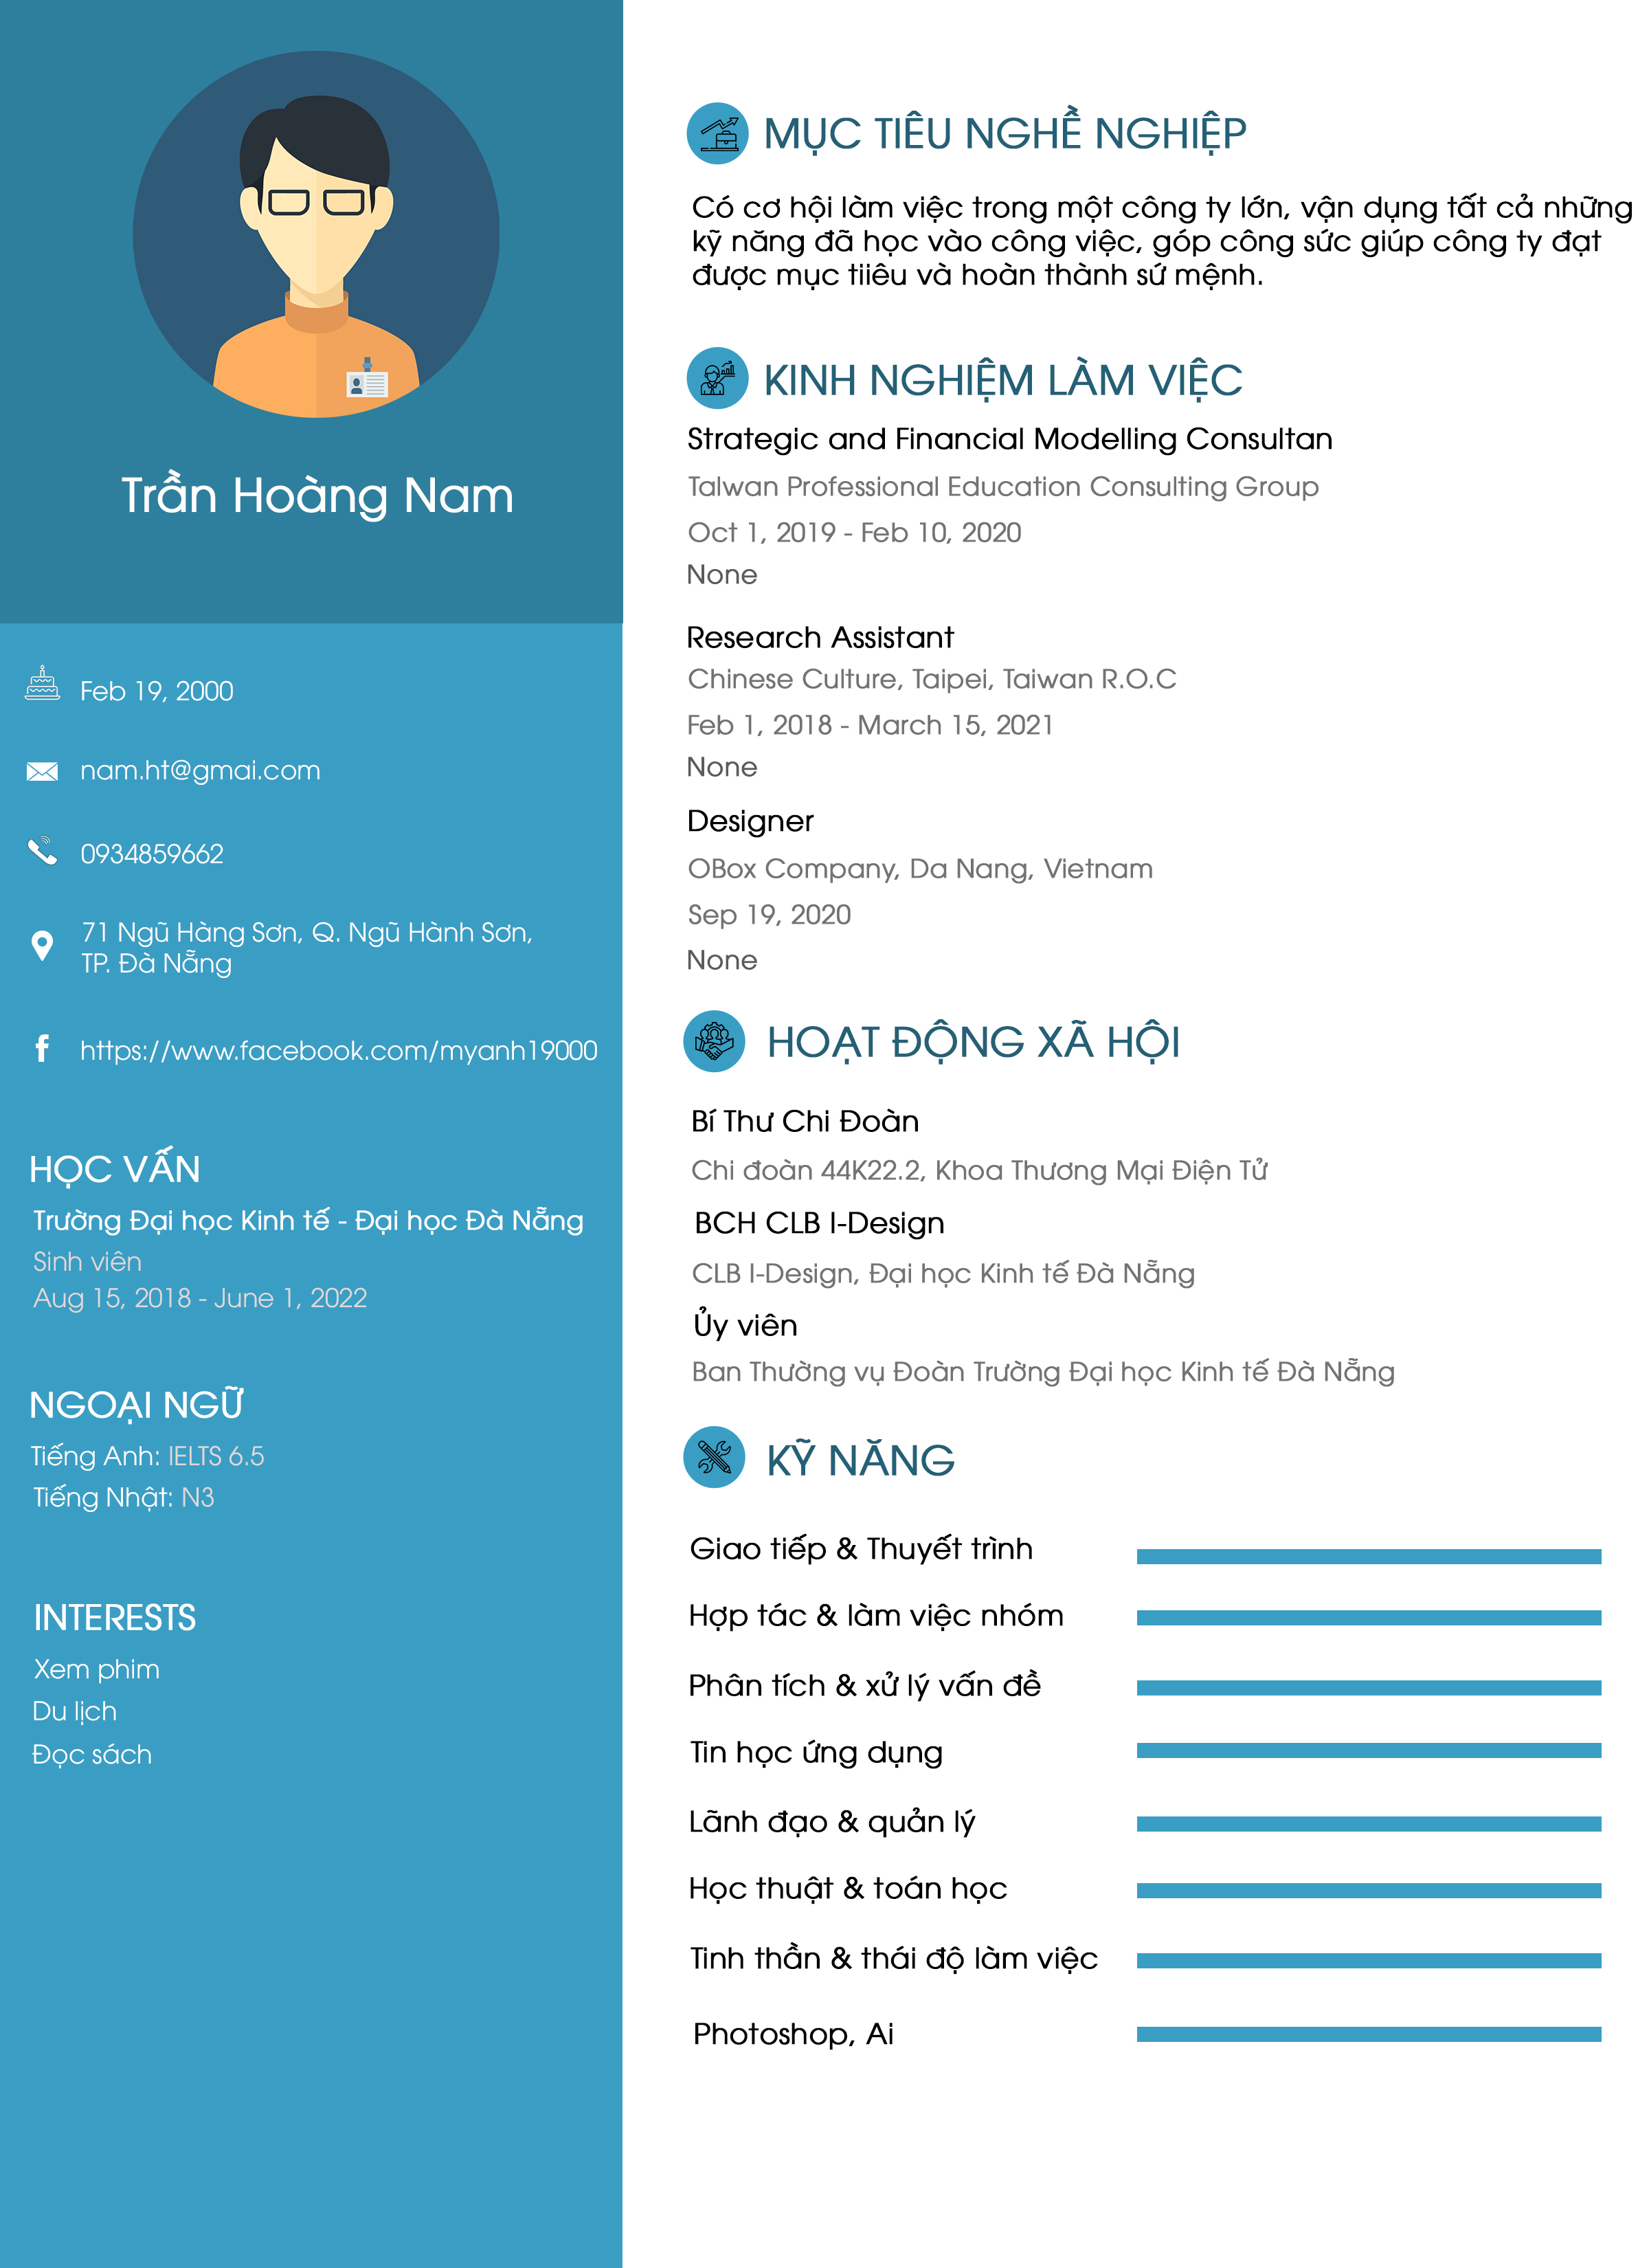 Trần Hoàng Nam
Feb 19, 2000
nam.ht@gmai.com
0934859662
71 Ngũ Hàng Sơn, Q. Ngũ Hành Sơn,
TP. Đà Nẵng
https://www.facebook.com/myanh19000
HỌC VẤN
Trường Đại học Kinh tế - Đại học Đà Nẵng
Sinh viên
Aug 15, 2018 - June 1, 2022
NGOẠI NGỮ
Tiếng Anh: IELTS 6.5
Tiếng Nhật: N3
INTERESTS
Xem phim
Du lịch
Đọc sách
MỤC TIÊU NGHỀ NGHIỆP
Có cơ hội làm việc trong một công ty lớn, vận dụng tất cả những
kỹ năng đã học vào công việc, góp công sức giúp công ty đạt
được mục tiiêu và hoàn thành sứ mệnh.
KINH NGHIỆM LÀM VIỆC
Strategic and Financial Modelling Consultan
Talwan Professional Education Consulting Group
Oct 1, 2019 - Feb 10, 2020
None
Research Assistant
Chinese Culture, Taipei, Taiwan R.O.C
Feb 1, 2018 - March 15, 2021
None
Designer
OBox Company, Da Nang, Vietnam
Sep 19, 2020
None
HOẠT ĐỘNG XÃ HỘI
Bí Thư Chi Đoàn
Chi đoàn 44K22.2, Khoa Thương Mại Điện Tử
BCH CLB I-Design
CLB I-Design, Đại học Kinh tế Đà Nẵng
Ủy viên
Ban Thường vụ Đoàn Trường Đại học Kinh tế Đà Nẵng
KỸ NĂNG
Giao tiếp & Thuyết trình
Hợp tác & làm việc nhóm
Phân tích & xử lý vấn đề
Tin học ứng dụng
Lãnh đạo & quản lý
Học thuật & toán học
Tinh thần & thái độ làm việc
Photoshop, Ai